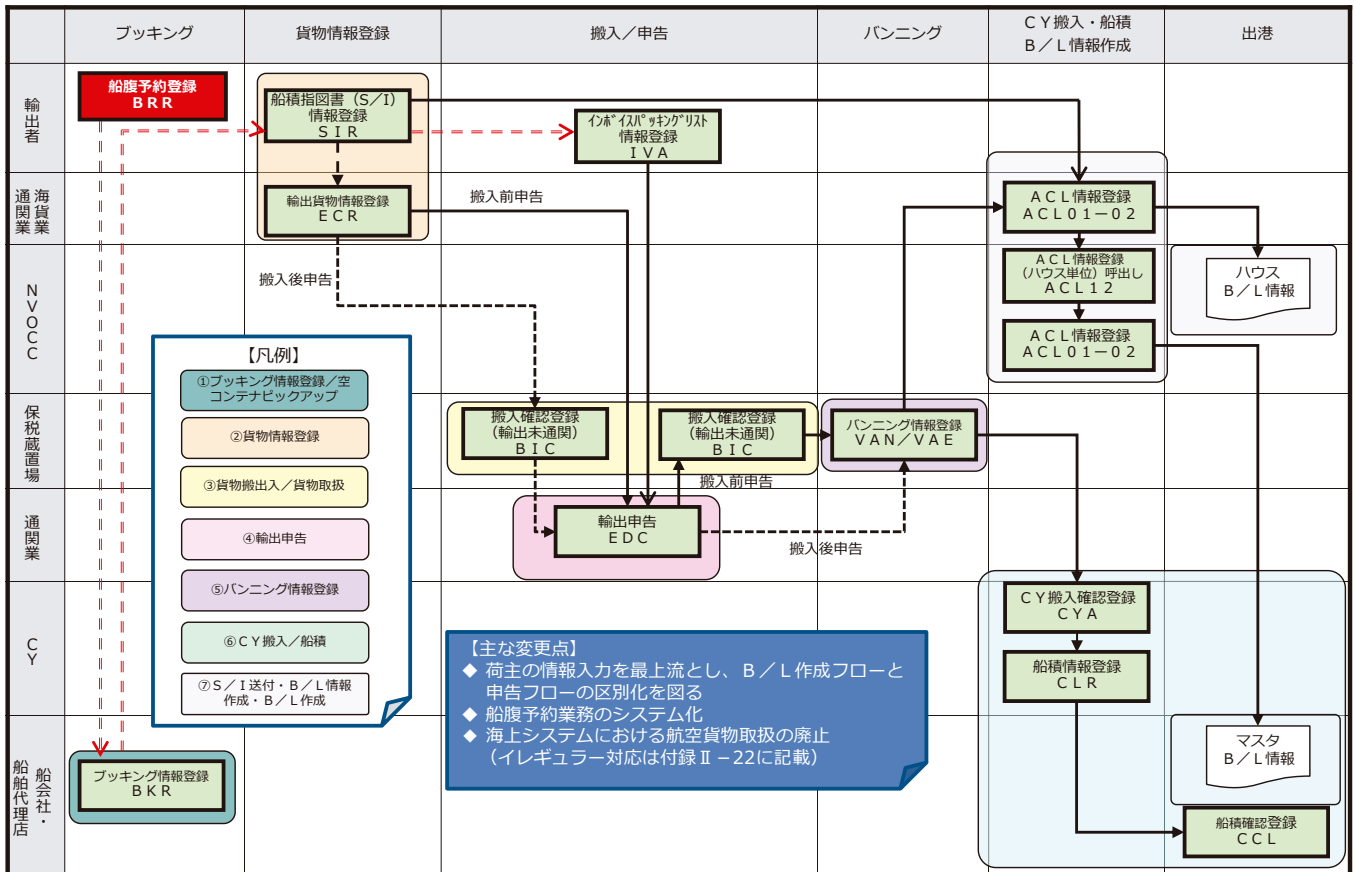 ブッキング
貨物情報登録
搬入／申告
バンニング
ＣＹ搬入・船積
Ｂ／Ｌ情報作成
出港
輸出者
船腹予約登録
ＢＲＲ
船積指図書（Ｓ／Ｉ）
情報登録
ＳＩＲ
ｲﾝﾎﾞｲｽﾊﾟｯｷﾝｸﾞﾘｽﾄ
情報登録
ＩＶＡ
海貨業
通関業
輸出貨物情報登録
ＥＣＲ
搬入前申告
ＡＣＬ情報登録
ＡＣＬ０１－０２
搬入後申告
ＮＶＯＣＣ
ＡＣＬ情報登録
（ハウス単位）呼出し
ＡＣＬ１２
ハウス
Ｂ／Ｌ情報
ＡＣＬ情報登録
ＡＣＬ０１－０２
【凡例】
①ブッキング情報登録／空
コンテナピックアップ
②貨物情報登録
③貨物搬出入／貨物取扱
④輸出申告
⑤バンニング情報登録
⑥ＣＹ搬入／船積
⑦Ｓ／Ｉ送付・Ｂ／Ｌ情報
作成・Ｂ／Ｌ作成
保税蔵置場
搬入確認登録
（輸出未通関）
ＢＩＣ
搬入確認登録
（輸出未通関）
ＢＩＣ
バンニング情報登録
ＶＡＮ／ＶＡＥ
搬入前申告
通関業
輸出申告
ＥＤＣ
搬入後申告
ＣＹ
ＣＹ搬入確認登録
ＣＹＡ
船積情報登録
ＣＬＲ
【主な変更点】
◆ 荷主の情報入力を最上流とし、Ｂ／Ｌ作成フローと
申告フローの区別化を図る
◆ 船腹予約業務のシステム化
◆ 海上システムにおける航空貨物取扱の廃止
（イレギュラー対応は付録Ⅱ－22に記載）
船会社・
船舶代理店
ブッキング情報登録
ＢＫＲ
マスタ
Ｂ／Ｌ情報
船積確認登録
ＣＣＬ